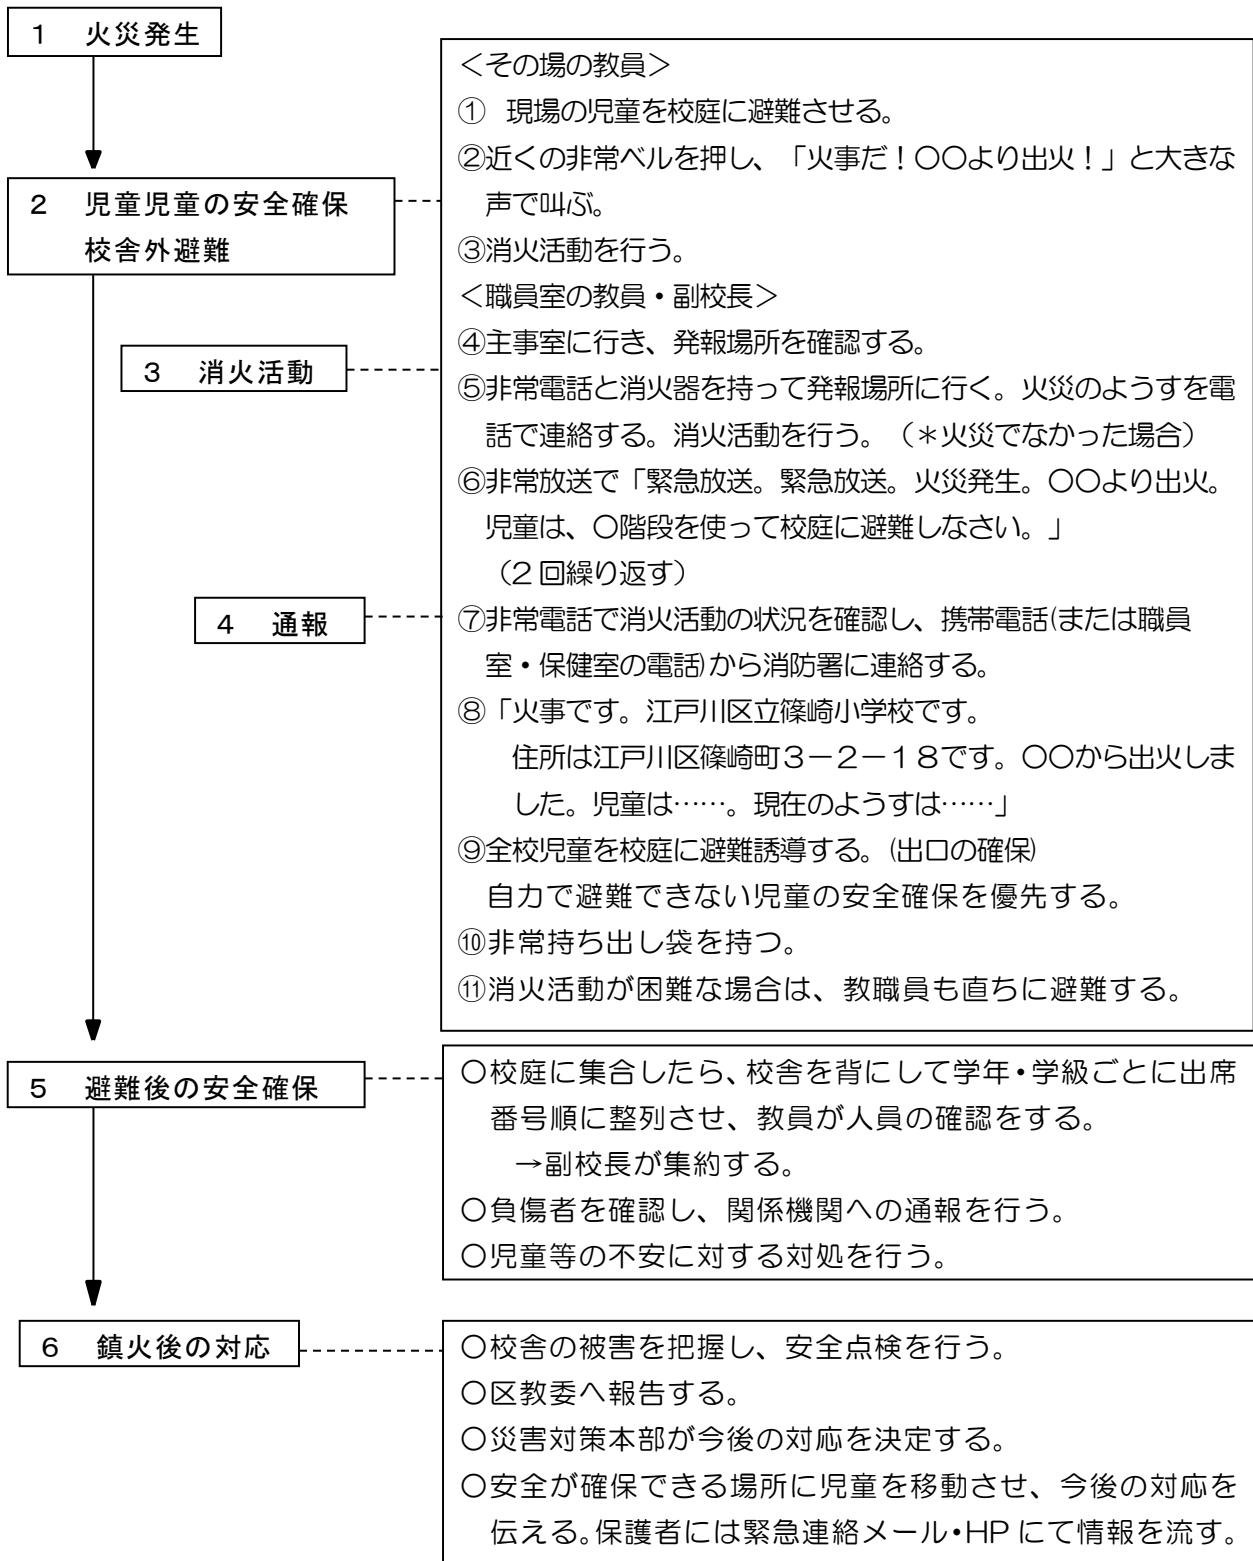 1 火災発生
2 児童児童の安全確保
校舎外避難
3 消火活動
4 通報
<その場の教員>
① 現場の児童を校庭に避難させる。
②近くの非常ベルを押し、「火事だ!〇〇より出火!」と大きな
声で叫ぶ。
③消火活動を行う。
<職員室の教員・副校長>
④主事室に行き、発報場所を確認する。
⑤非常電話と消火器を持って発報場所に行く。火災のようすを電
話で連絡する。消火活動を行う。(*火災でなかった場合)
⑥非常放送で「緊急放送。緊急放送。火災発生。〇〇より出火。
児童は、〇階段を使って校庭に避難しなさい。」
(2回繰り返す)
⑦非常電話で消火活動の状況を確認し、携帯電話(または職員
室・保健室の電話)から消防署に連絡する。
⑧「火事です。江戸川区立篠崎小学校です。
住所は江戸川区篠崎町3-2-18です。〇〇から出火しま
した。児童は……。現在のようすは……」
⑨全校児童を校庭に避難誘導する。(出口の確保)
自力で避難できない児童の安全確保を優先する。
⑩非常持ち出し袋を持つ。
⑪消火活動が困難な場合は、教職員も直ちに避難する。
5 避難後の安全確保
〇校庭に集合したら、校舎を背にして学年・学級ごとに出席
番号順に整列させ、教員が人員の確認をする。
→副校長が集約する。
〇負傷者を確認し、関係機関への通報を行う。
〇児童等の不安に対する対処を行う。
6 鎮火後の対応
〇校舎の被害を把握し、安全点検を行う。
〇区教委へ報告する。
〇災害対策本部が今後の対応を決定する。
〇安全が確保できる場所に児童を移動させ、今後の対応を
伝える。保護者には緊急連絡メール・HPにて情報を流す。